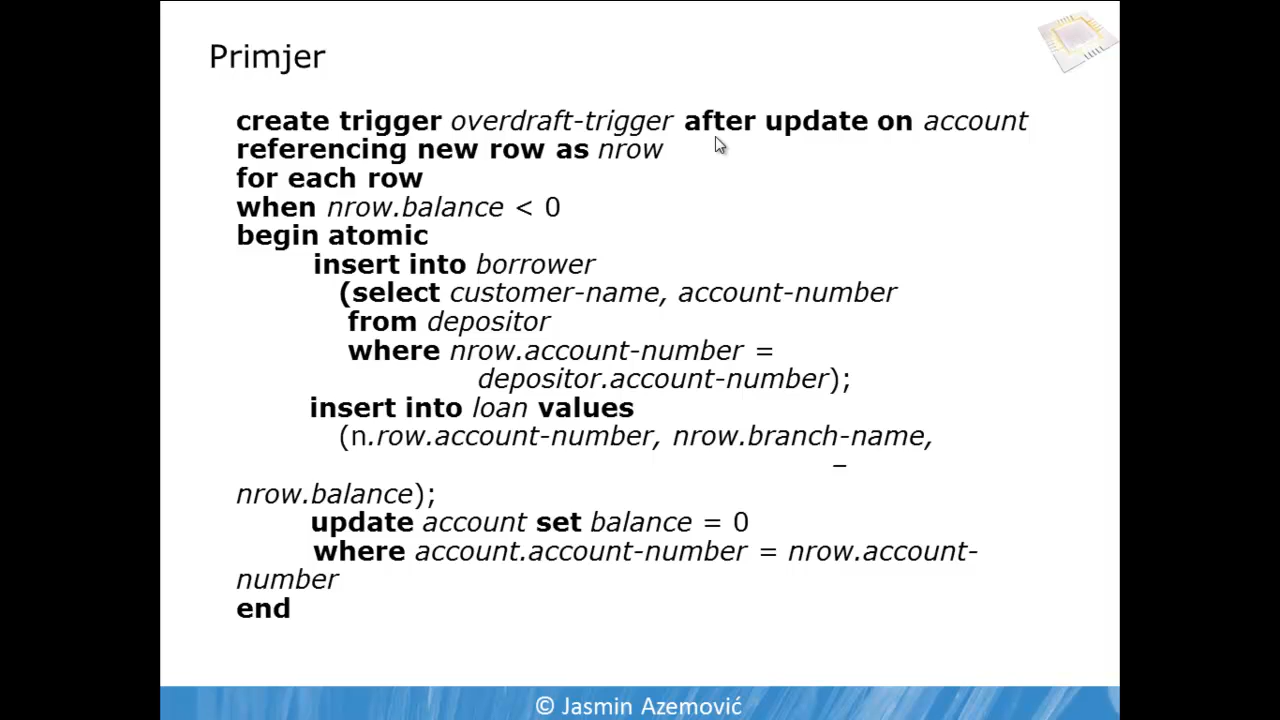 Primjer
create trigger overdraft-trigger after update on account
referencing new row as nrow
for each row
when nrow.balance < 0
begin atomic
insert into borrower
(select customer-name, account-number
from depositor
where nrow.account-number =
depositor.account-number);
insert into loan values
(n.row.account-number, nrow.branch-name,
–
nrow.balance);
update account set balance = 0
where account.account-number = nrow.account-
number
end
© Jasmin Azemović